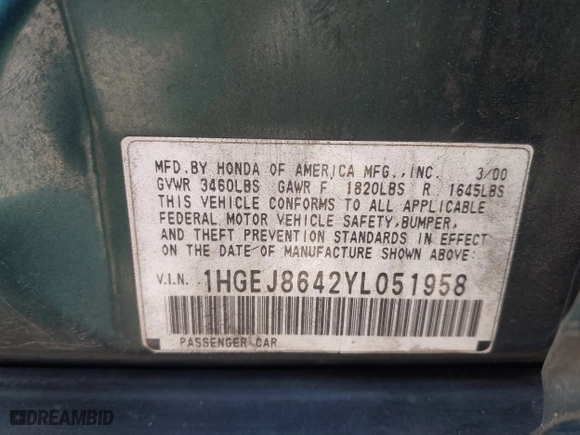 MFD.BY HONDA OF AMERICA MFG.,INC. 3/00
GVWR 3460LBS GAWR F 1820LBS R 1645LBS
THIS VEHICLE CONFORMS TO ALL APPLICABLE
FEDERAL MOTOR VEHICLE SAFETY,BUMPER,
AND THEFT PREVENTION STANDARDS IN EFFECT
ON THE DATE OF MANUFACTURE SHOWN ABOVE.
V.I.N. 1HGEJ8642YL051958
PASSENGER CAR
DREAMBID